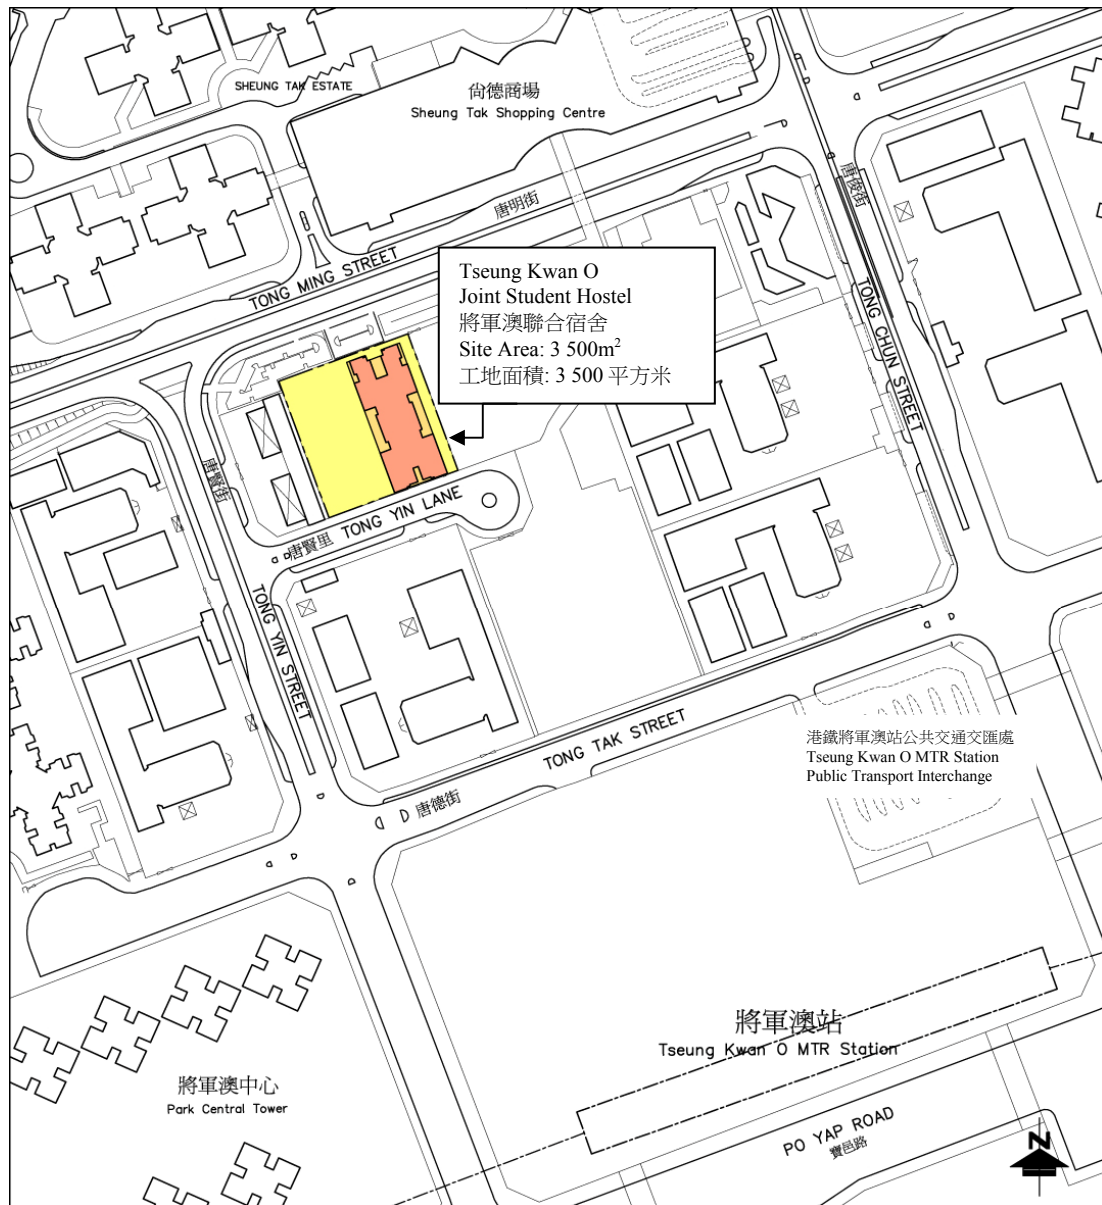 SHEUNG TAK ESTATE
尚德商場
Sheung Tak Shopping Centre
唐明街
TONG MING STREET
唐俊街
TONG CHUN STREET
Tseung Kwan O
Joint Student Hostel
將軍澳聯合宿舍
Site Area: 3 500m²
工地面積: 3 500 平方米
唐賢街
TONG YIN STREET
唐賢里 TONG YIN LANE
TONG TAK STREET
唐德街
港鐵將軍澳站公共交通交匯處
Tseung Kwan O MTR Station
Public Transport Interchange
將軍澳站
Tseung Kwan O MTR Station
將軍澳中心
Park Central Tower
PO YAP ROAD
寶邑路
N